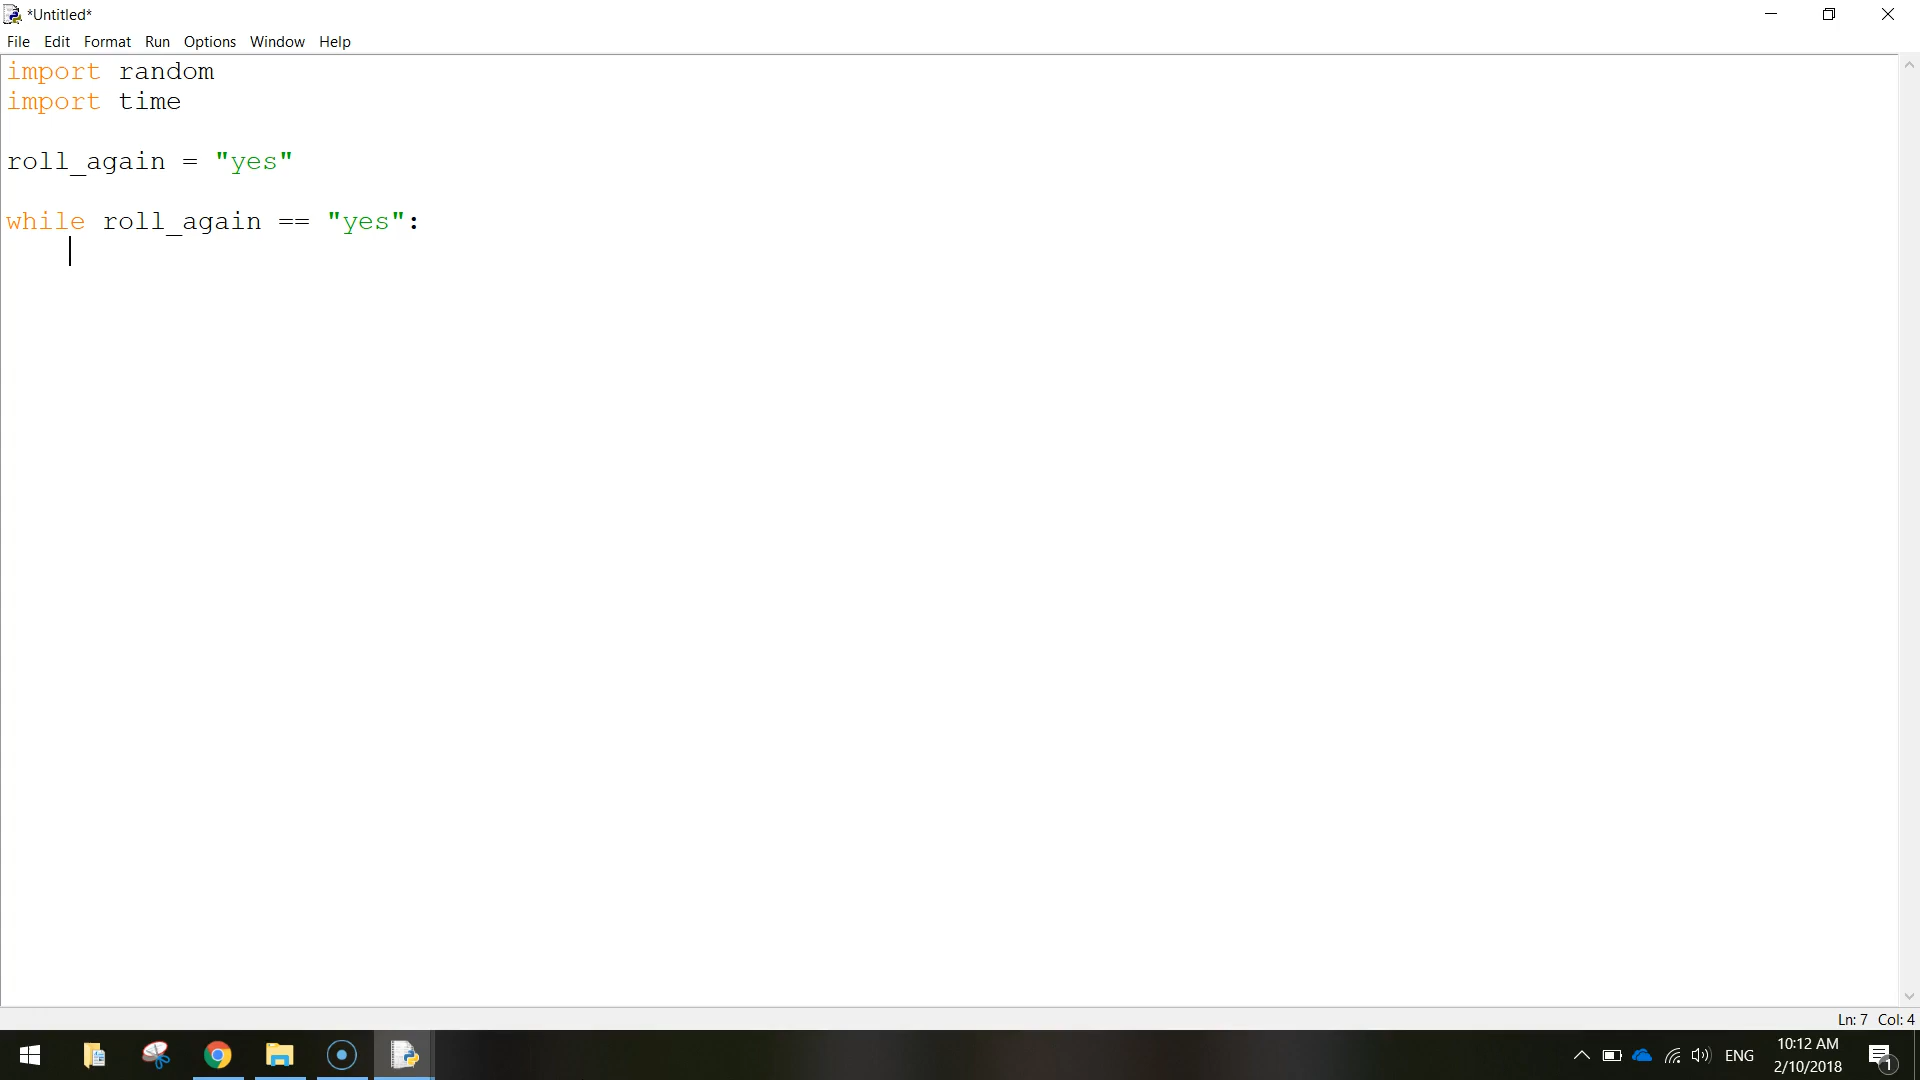 *Untitled*
File Edit Format Run Options Window Help
import random
import time
roll_again = "yes"
while roll_again == "yes":
Ln: 7 Col: 4
ENG
10:12 AM
2/10/2018
1